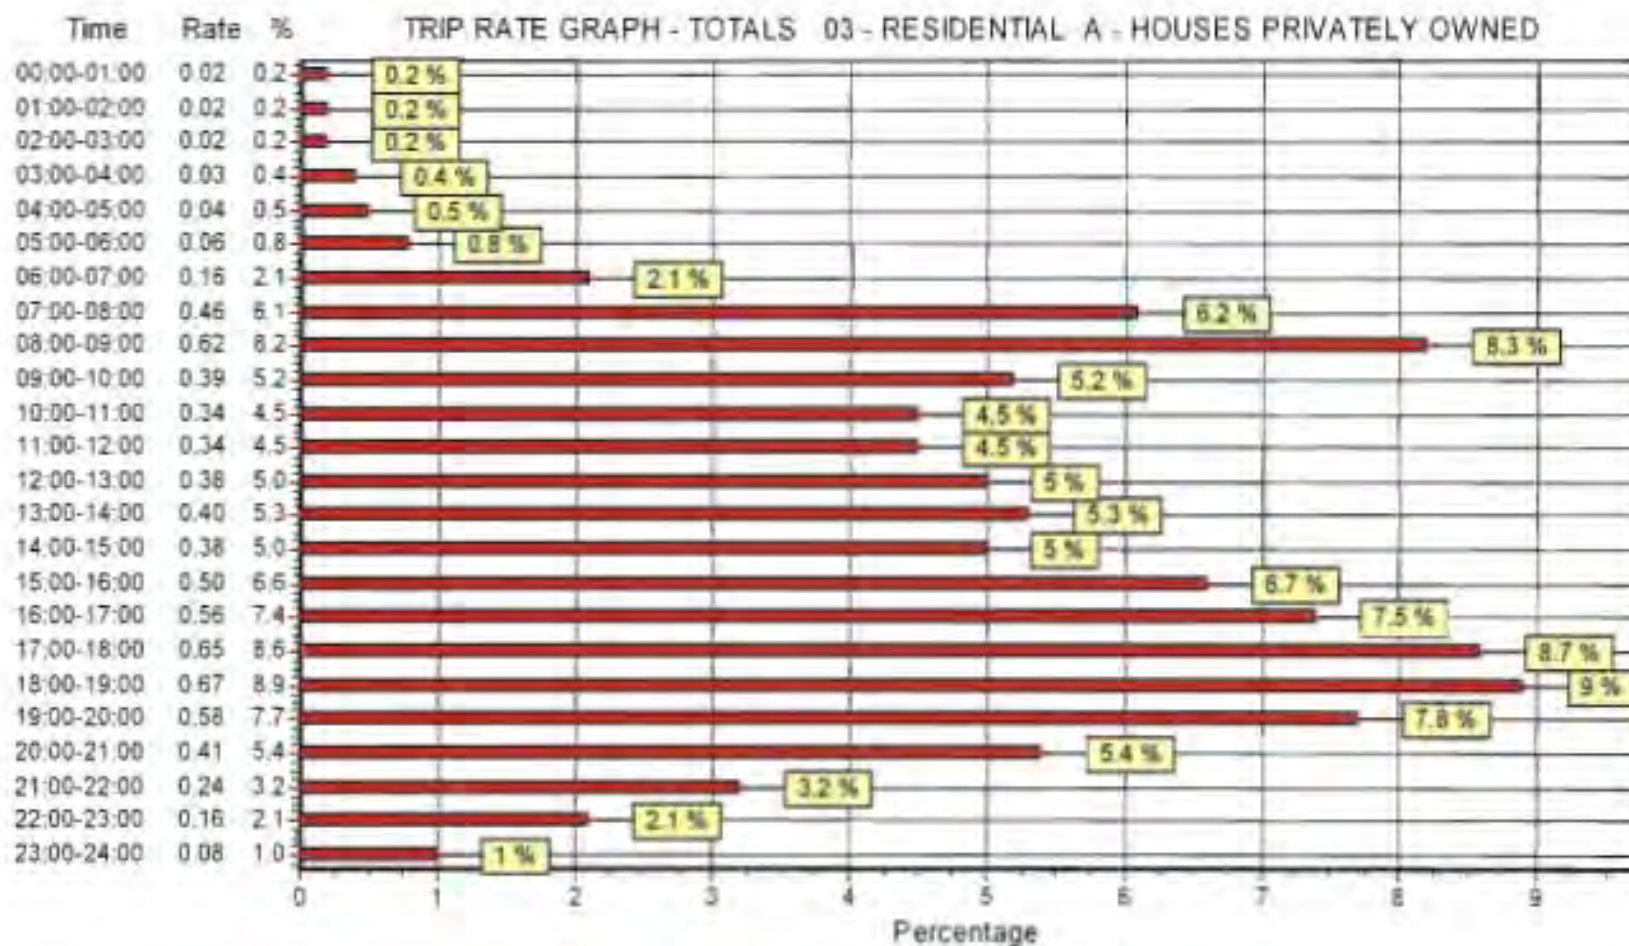 Time Rate % TRIP RATE GRAPH - TOTALS 03 - RESIDENTIAL A - HOUSES PRIVATELY OWNED
00:00-01:00 0.02 0.2 0.2 %
01:00-02:00 0.02 0.2 0.2 %
02:00-03:00 0.02 0.2 0.2 %
03:00-04:00 0.03 0.4 0.4 %
04:00-05:00 0.04 0.5 0.5 %
05:00-06:00 0.06 0.8 0.8 %
06:00-07:00 0.16 2.1 2.1 %
07:00-08:00 0.46 6.1 6.2 %
08:00-09:00 0.62 8.2 8.3 %
09:00-10:00 0.39 5.2 5.2 %
10:00-11:00 0.34 4.5 4.5 %
11:00-12:00 0.34 4.5 4.5 %
12:00-13:00 0.38 5.0 5 %
13:00-14:00 0.40 5.3 5.3 %
14:00-15:00 0.38 5.0 5 %
15:00-16:00 0.50 6.6 6.7 %
16:00-17:00 0.56 7.4 7.5 %
17:00-18:00 0.65 8.6 8.7 %
18:00-19:00 0.67 8.9 9 %
19:00-20:00 0.58 7.7 7.8 %
20:00-21:00 0.41 5.4 5.4 %
21:00-22:00 0.24 3.2 3.2 %
22:00-23:00 0.16 2.1 2.1 %
23:00-24:00 0.08 1.0 1 %
0 1 2 3 4 5 6 7 8 9
Percentage